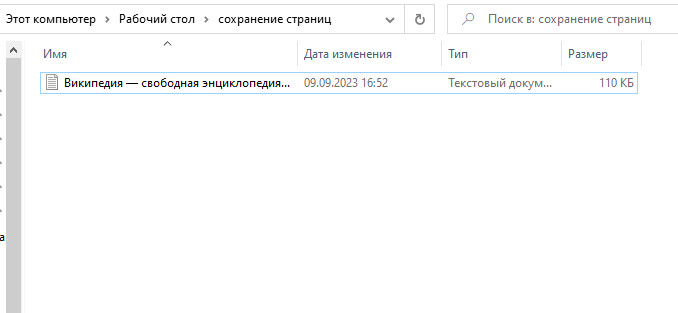 Этот компьютер > Рабочий стол > сохранение страниц
Поиск в: сохранение страниц
Имя Дата изменения Тип Размер
Википедия — свободная энциклопедия... 09.09.2023 16:52 Текстовый докум... 110 КБ
а